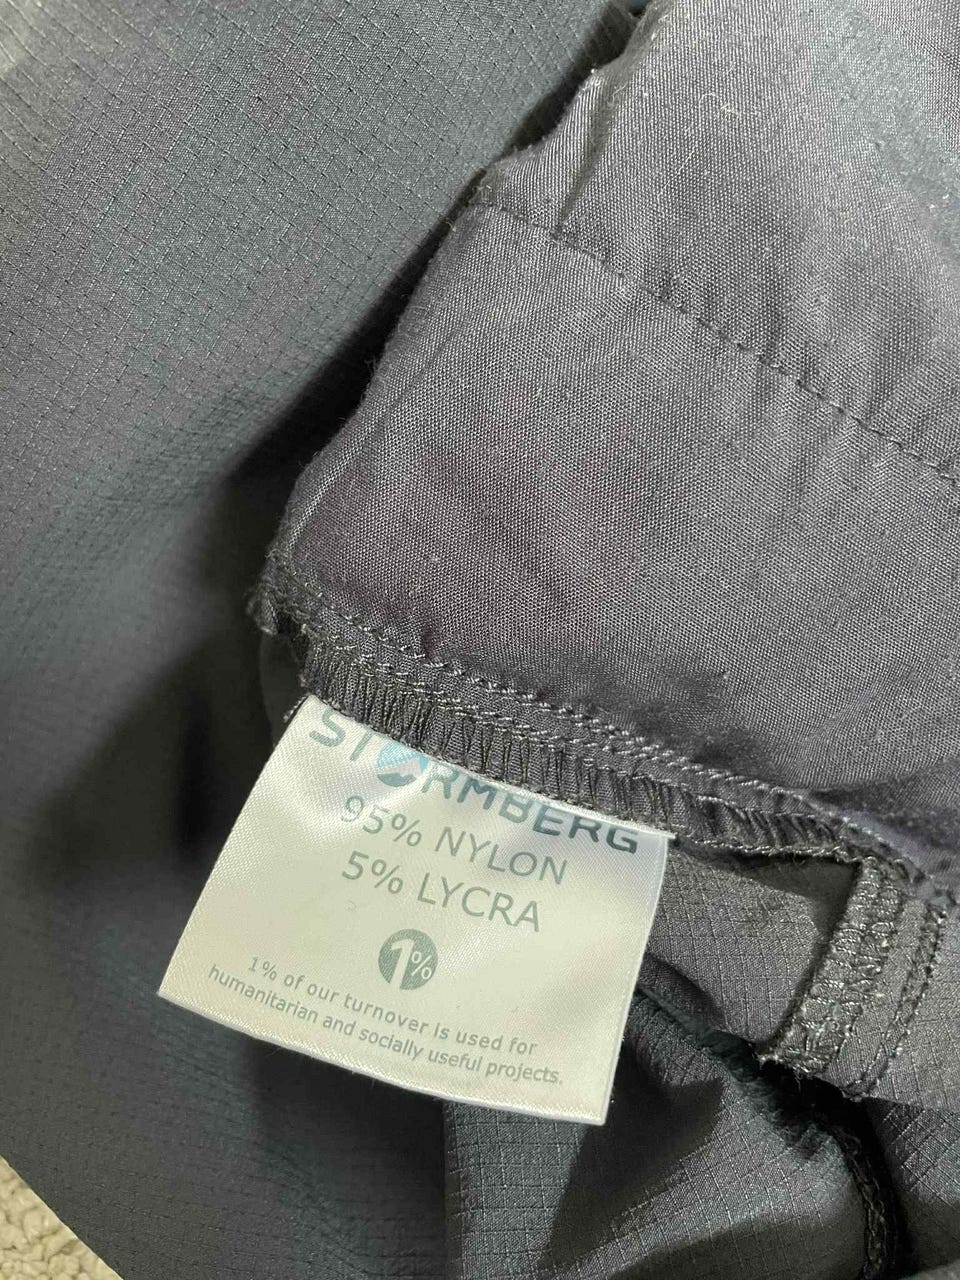 STORMBERG
95% NYLON
5% LYCRA
1%
1% of our turnover is used for
humanitarian and socially useful projects.